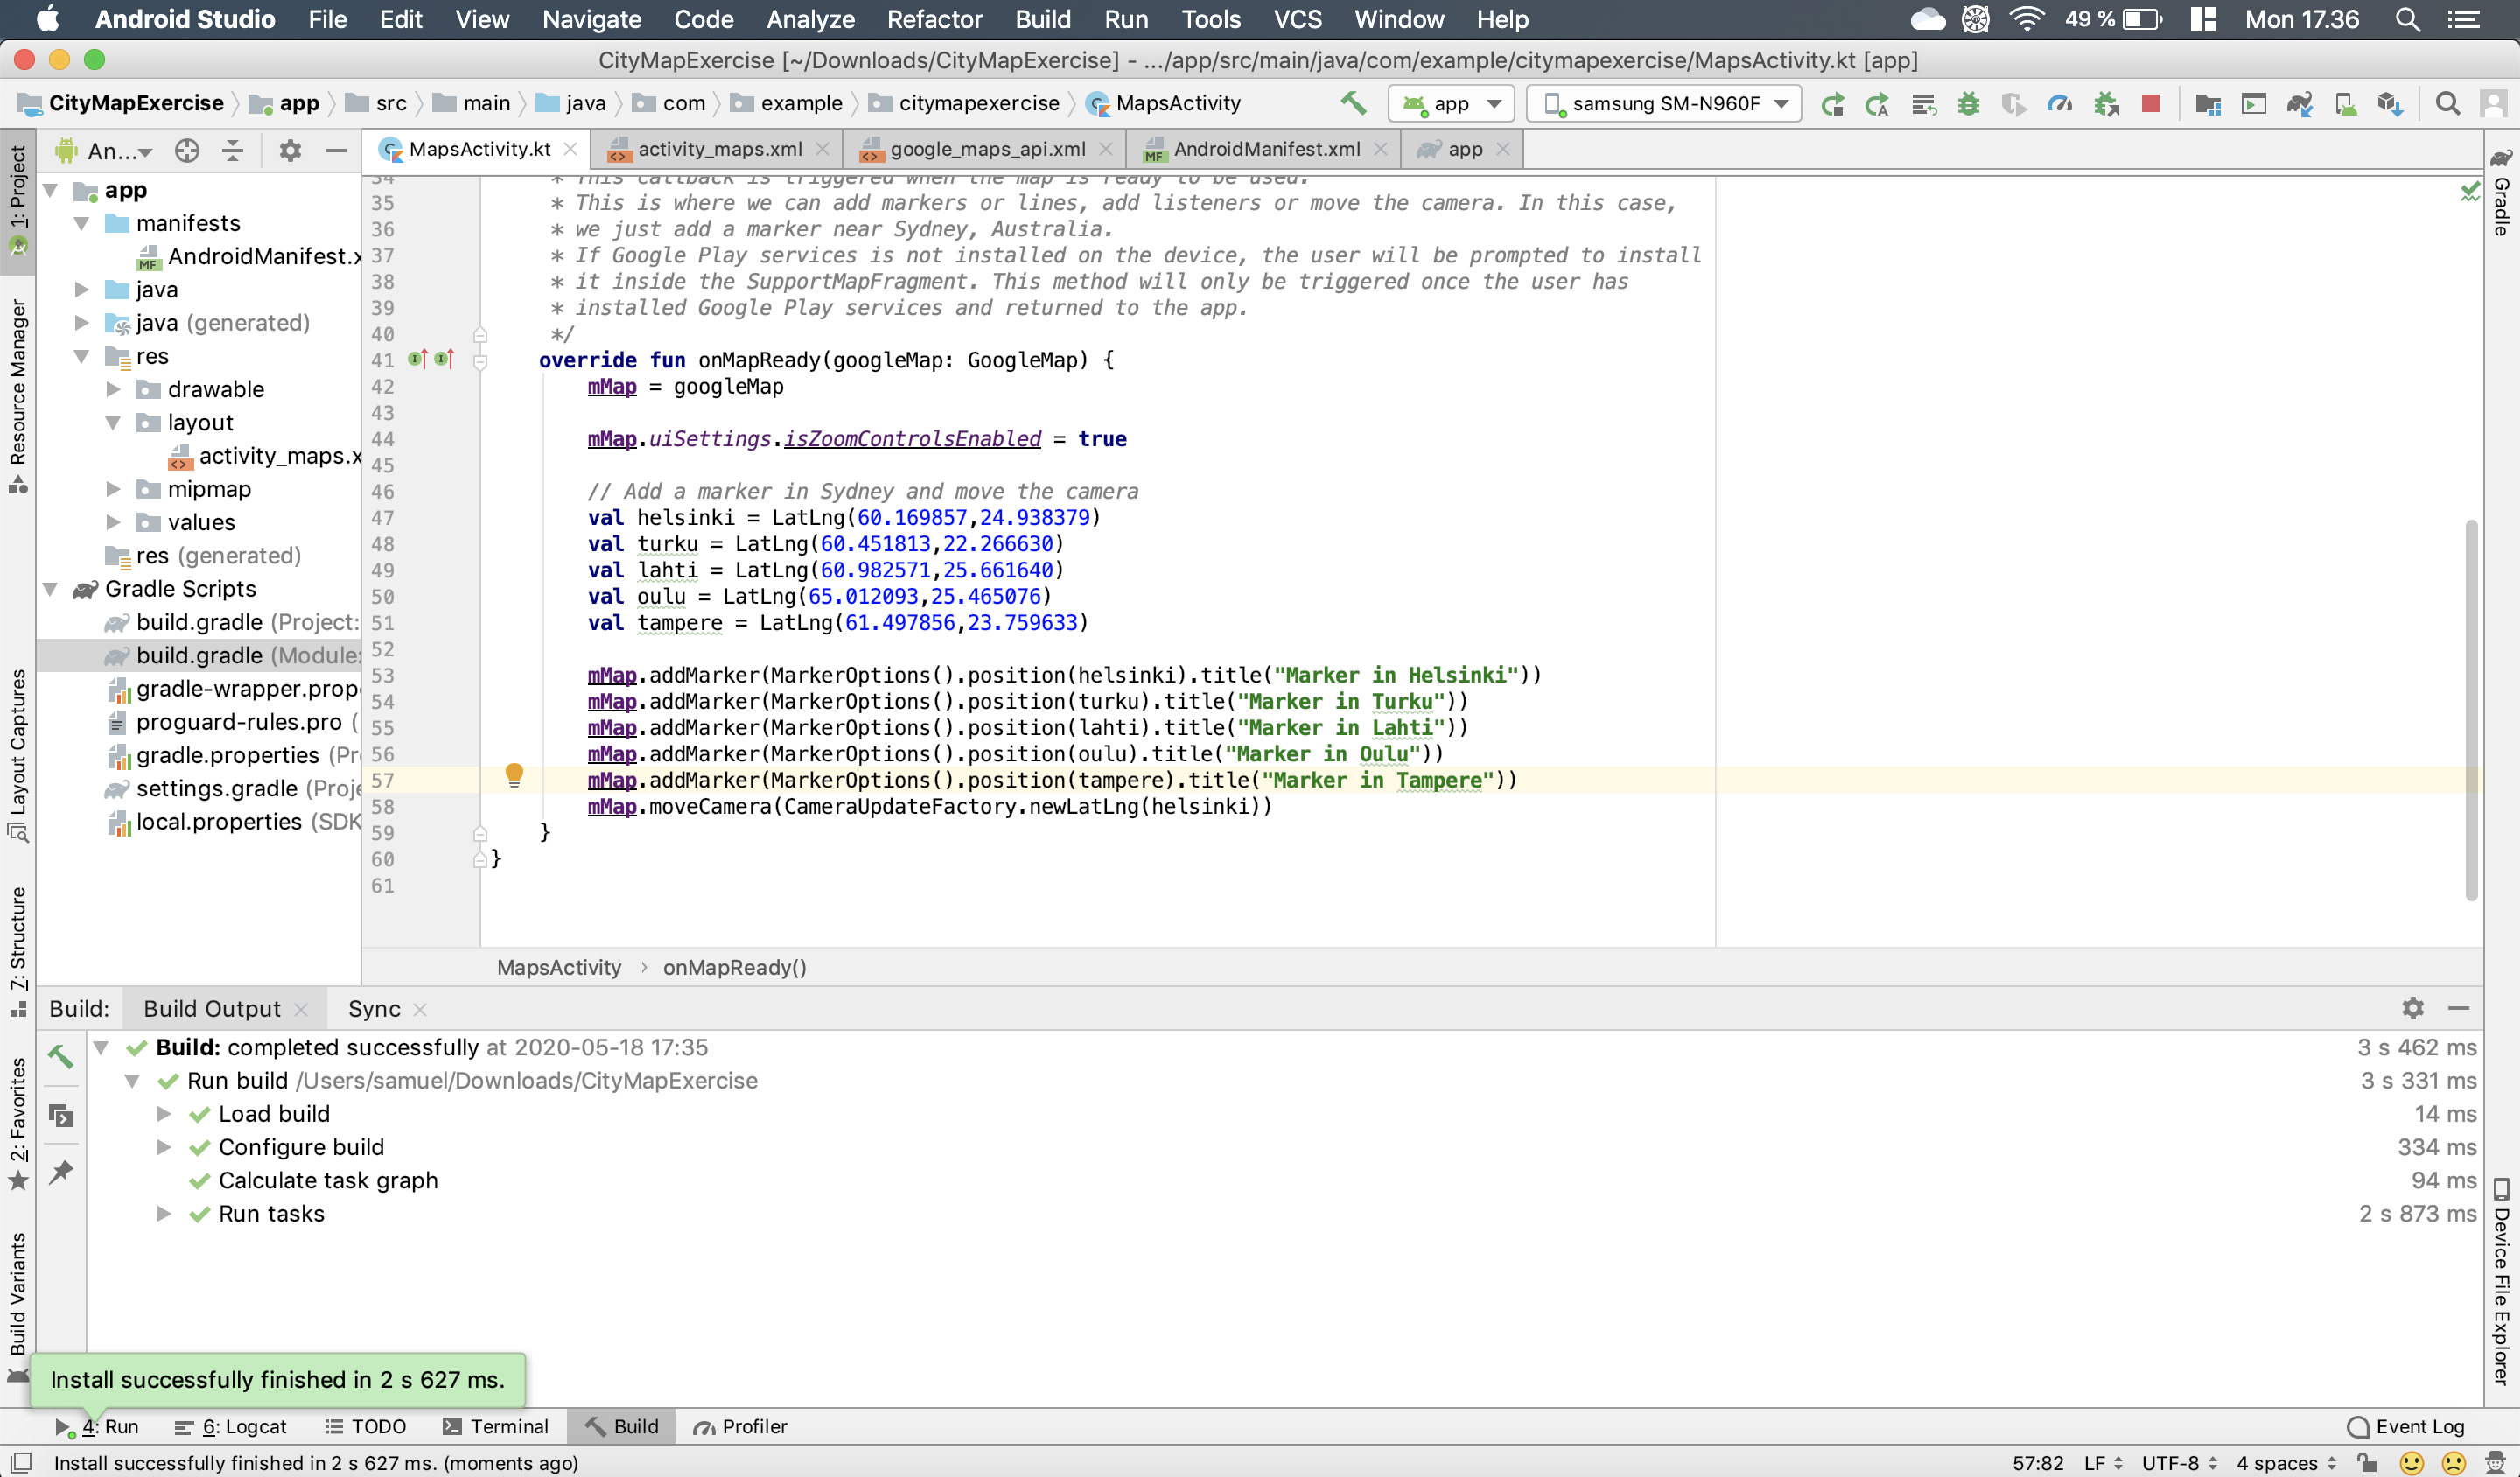 Android Studio File Edit View Navigate Code Analyze Refactor Build Run Tools VCS Window Help 49 % Mon 17.36
CityMapExercise [~/Downloads/CityMapExercise] - .../app/src/main/java/com/example/citymapexercise/MapsActivity.kt [app]
CityMapExercise app src main java com example citymapexercise MapsActivity app samsung SM-N960F
An... MapsActivity.kt activity_maps.xml google_maps_api.xml AndroidManifest.xml app
1: Project
Resource Manager
Layout Captures
7: Structure
2: Favorites
Build Variants
app
manifests
AndroidManifest.x
java
java (generated)
res
drawable
layout
activity_maps.x
mipmap
values
res (generated)
Gradle Scripts
build.gradle (Project:
build.gradle (Module:
gradle-wrapper.prop
proguard-rules.pro (
gradle.properties (Pr
settings.gradle (Proje
local.properties (SDK
34 * This callback is triggered when the map is ready to be used.
35 * This is where we can add markers or lines, add listeners or move the camera. In this case,
36 * we just add a marker near Sydney, Australia.
37 * If Google Play services is not installed on the device, the user will be prompted to install
38 * it inside the SupportMapFragment. This method will only be triggered once the user has
39 * installed Google Play services and returned to the app.
40 */
41 override fun onMapReady(googleMap: GoogleMap) {
42 mMap = googleMap
43
44 mMap.uiSettings.isZoomControlsEnabled = true
45
46 // Add a marker in Sydney and move the camera
47 val helsinki = LatLng(60.169857,24.938379)
48 val turku = LatLng(60.451813,22.266630)
49 val lahti = LatLng(60.982571,25.661640)
50 val oulu = LatLng(65.012093,25.465076)
51 val tampere = LatLng(61.497856,23.759633)
52
53 mMap.addMarker(MarkerOptions().position(helsinki).title("Marker in Helsinki"))
54 mMap.addMarker(MarkerOptions().position(turku).title("Marker in Turku"))
55 mMap.addMarker(MarkerOptions().position(lahti).title("Marker in Lahti"))
56 mMap.addMarker(MarkerOptions().position(oulu).title("Marker in Oulu"))
57 mMap.addMarker(MarkerOptions().position(tampere).title("Marker in Tampere"))
58 mMap.moveCamera(CameraUpdateFactory.newLatLng(helsinki))
59 }
60 }
61
MapsActivity › onMapReady()
Gradle
Device File Explorer
Build: Build Output Sync
Build: completed successfully at 2020-05-18 17:35 3 s 462 ms
Run build /Users/samuel/Downloads/CityMapExercise 3 s 331 ms
Load build 14 ms
Configure build 334 ms
Calculate task graph 94 ms
Run tasks 2 s 873 ms
Install successfully finished in 2 s 627 ms.
4: Run 6: Logcat TODO Terminal Build Profiler Event Log
Install successfully finished in 2 s 627 ms. (moments ago) 57:82 LF UTF-8 4 spaces